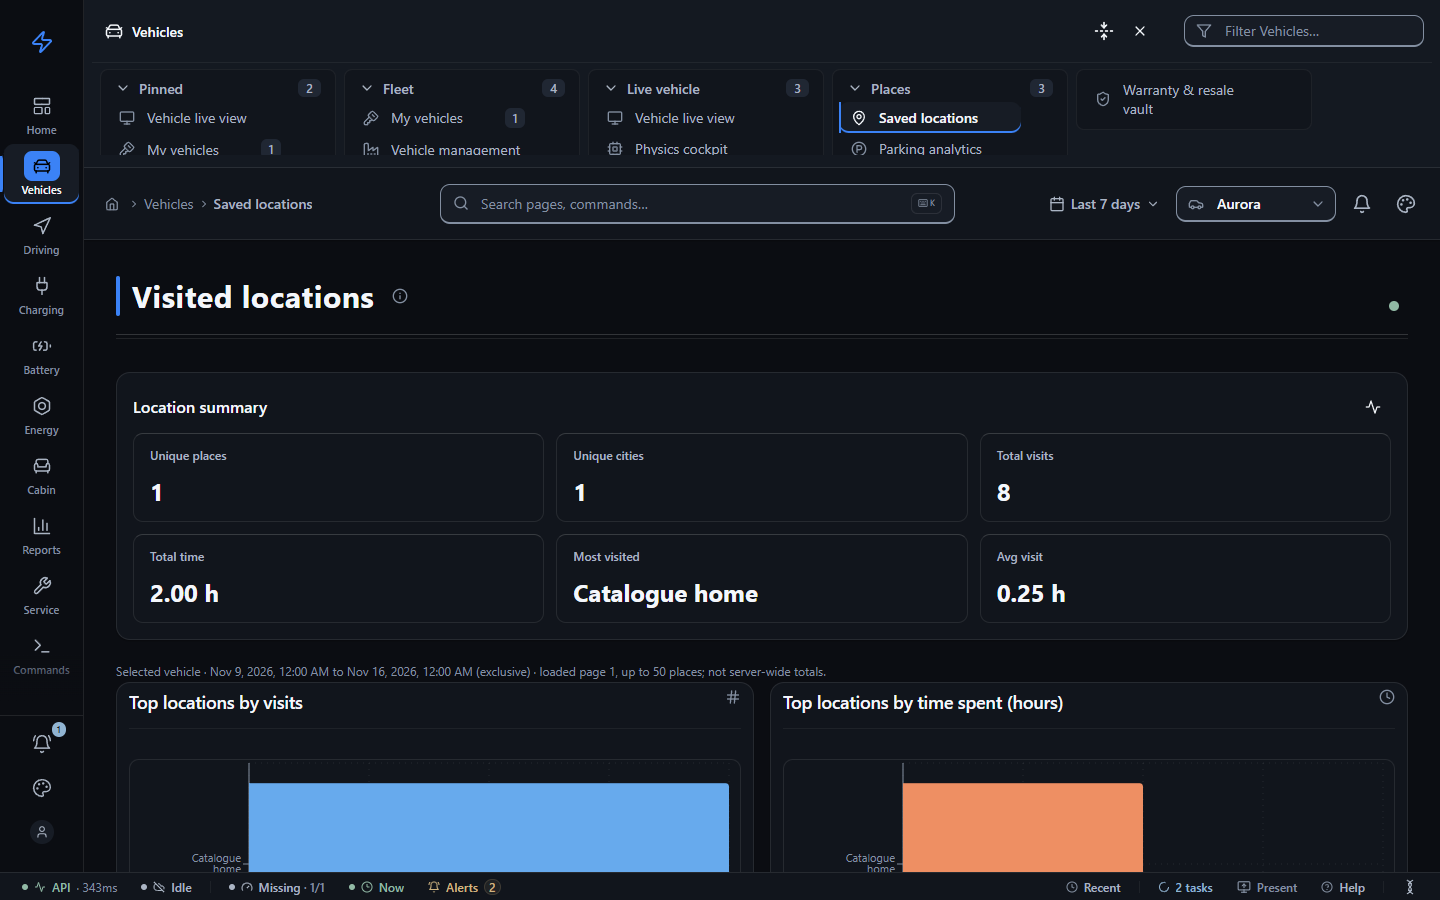 Vehicles
Filter Vehicles...
Pinned 2
Vehicle live view
My vehicles 1
Fleet 4
My vehicles 1
Vehicle management
Live vehicle 3
Vehicle live view
Physics cockpit
Places 3
Saved locations
Parking analytics
Warranty & resale
vault
Home
Vehicles
Driving
Charging
Battery
Energy
Cabin
Reports
Service
Commands
1
Vehicles
Saved locations
Search pages, commands...
K
Last 7 days
Aurora
Visited locations
Location summary
Unique places
1
Unique cities
1
Total visits
8
Total time
2.00 h
Most visited
Catalogue home
Avg visit
0.25 h
Selected vehicle · Nov 9, 2026, 12:00 AM to Nov 16, 2026, 12:00 AM (exclusive) · loaded page 1, up to 50 places; not server-wide totals.
Top locations by visits
Catalogue
home
Top locations by time spent (hours)
Catalogue
home
API · 343ms
Idle
Missing · 1/1
Now
Alerts 2
Recent
2 tasks
Present
Help